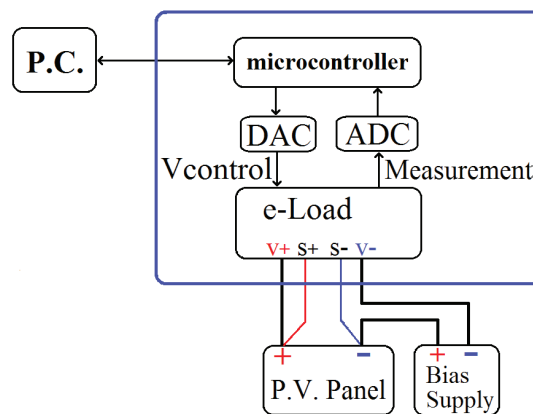 P.C.
microcontroller
DAC
ADC
Vcontrol
Measurement
e-Load
V+ S+ S- V-
+ -
P.V. Panel
+ -
Bias
Supply